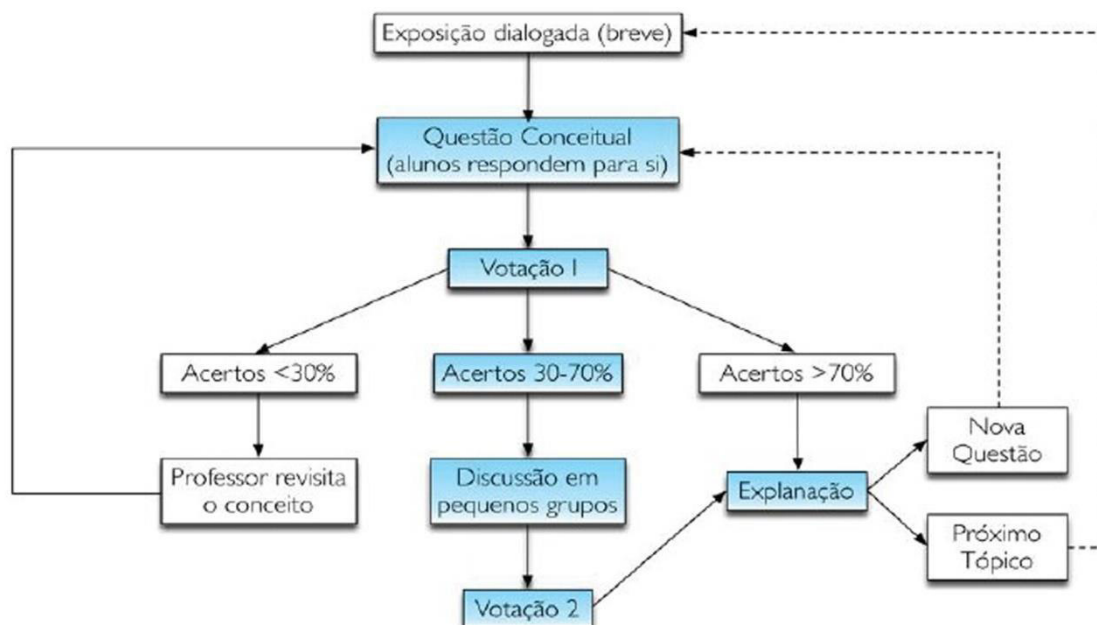 Exposição dialogada (breve)
Questão Conceitual
(alunos respondem para si)
Votação 1
Acertos <30%
Acertos 30-70%
Acertos >70%
Professor revisita
o conceito
Discussão em
pequenos grupos
Explanação
Nova
Questão
Próximo
Tópico
Votação 2